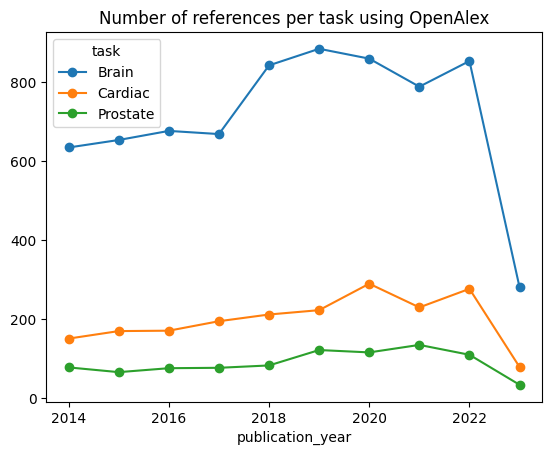 Number of references per task using OpenAlex
task
Brain
Cardiac
Prostate
800
600
400
200
0
2014 2016 2018 2020 2022
publication_year